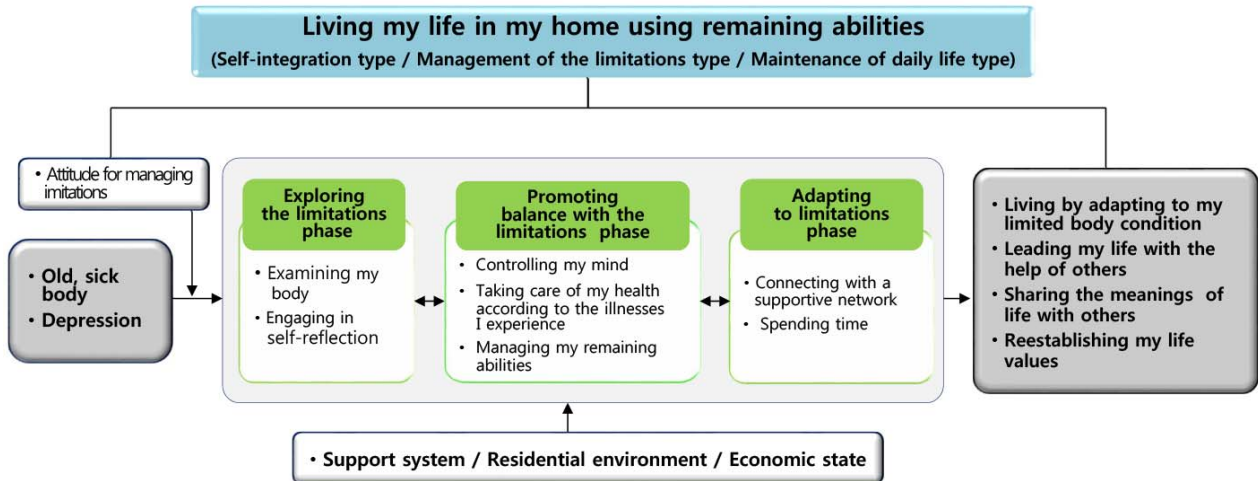 Living my life in my home using remaining abilities
(Self-integration type / Management of the limitations type / Maintenance of daily life type)
• Attitude for managing
imitations
• Old, sick
body
• Depression
Exploring
the limitations
phase
• Examining my
body
• Engaging in
self-reflection
Promoting
balance with the
limitations phase
• Controlling my mind
• Taking care of my health
according to the illnesses
I experience
• Managing my remaining
abilities
Adapting
to limitations
phase
• Connecting with a
supportive network
• Spending time
• Living by adapting to my
limited body condition
• Leading my life with the
help of others
• Sharing the meanings of
life with others
• Reestablishing my life
values
• Support system / Residential environment / Economic state